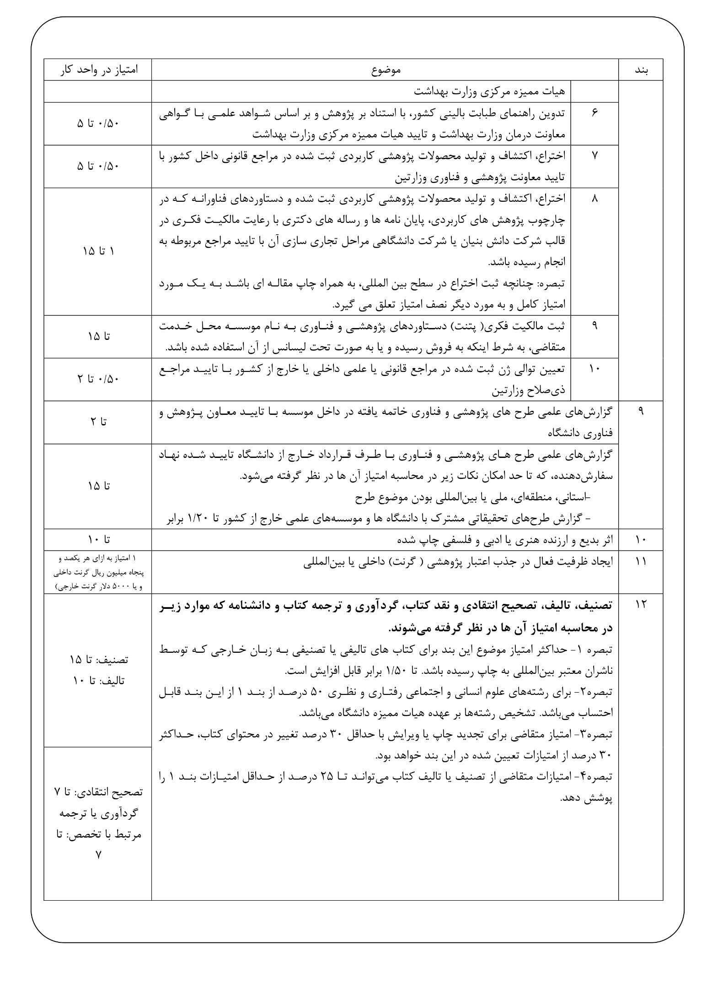 بند موضوع امتیاز در واحد کار
هیات ممیزه مرکزی وزارت بهداشت
۶ تدوین راهنمای طبابت بالینی کشور، با استناد بر پژوهش و بر اساس شواهد علمی با گواهی
معاونت درمان وزارت بهداشت و تایید هیات ممیزه مرکزی وزارت بهداشت
۰/۵۰ تا ۵
۷ اختراع، اکتشاف و تولید محصولات پژوهشی کاربردی ثبت شده در مراجع قانونی داخل کشور با
تایید معاونت پژوهشی و فناوری وزارتین
۰/۵۰ تا ۵
۸ اختراع، اکتشاف و تولید محصولات پژوهشی کاربردی ثبت شده و دستاوردهای فناورانه که در
چارچوب پژوهش های کاربردی، پایان نامه ها و رساله های دکتری با رعایت مالکیت فکری در
قالب شرکت دانش بنیان یا شرکت دانشگاهی مراحل تجاری سازی آن با تایید مراجع مربوطه به
انجام رسیده باشد.
تبصره: چنانچه ثبت اختراع در سطح بین المللی، به همراه چاپ مقاله ای باشد به یک مورد
امتیاز کامل و به مورد دیگر نصف امتیاز تعلق می گیرد.
۱ تا ۱۵
۹ ثبت مالکیت فکری( پتنت) دستاوردهای پژوهشی و فناوری به نام موسسه محل خدمت
متقاضی، به شرط اینکه به فروش رسیده و یا به صورت تحت لیسانس از آن استفاده شده باشد.
تا ۱۵
۱۰ تعیین توالی ژن ثبت شده در مراجع قانونی یا علمی داخلی یا خارج از کشور با تایید مراجع
ذی‌صلاح وزارتین
۰/۵۰ تا ۲
۹ گزارش‌های علمی طرح های پژوهشی و فناوری خاتمه یافته در داخل موسسه با تایید معاون پژوهش و
فناوری دانشگاه
تا ۲
گزارش‌های علمی طرح های پژوهشی و فناوری با طرف قرارداد خارج از دانشگاه تایید شده نهاد
سفارش‌دهنده، که تا حد امکان نکات زیر در محاسبه امتیاز آن ها در نظر گرفته می‌شود.
-استانی، منطقه‌ای، ملی یا بین‌المللی بودن موضوع طرح
- گزارش طرح‌های تحقیقاتی مشترک با دانشگاه ها و موسسه‌های علمی خارج از کشور تا ۱/۲۰ برابر
تا ۱۵
۱۰ اثر بدیع و ارزنده هنری یا ادبی و فلسفی چاپ شده تا ۱۰
۱۱ ایجاد ظرفیت فعال در جذب اعتبار پژوهشی ( گرنت) داخلی یا بین‌المللی
۱ امتیاز به ازای هر یکصد و
پنجاه میلیون ریال گرنت داخلی
و یا ۵۰۰۰ دلار گرنت خارجی)
۱۲ تصنیف، تالیف، تصحیح انتقادی و نقد کتاب، گردآوری و ترجمه کتاب و دانشنامه که موارد زیر
در محاسبه امتیاز آن ها در نظر گرفته می‌شوند.
تبصره ۱- حداکثر امتیاز موضوع این بند برای کتاب های تالیفی یا تصنیفی به زبان خارجی که توسط
ناشران معتبر بین‌المللی به چاپ رسیده باشد. تا ۱/۵۰ برابر قابل افزایش است.
تبصره۲- برای رشته‌های علوم انسانی و اجتماعی رفتاری و نظری ۵۰ درصد از بند ۱ از این بند قابل
احتساب می‌باشد. تشخیص رشته‌ها بر عهده هیات ممیزه دانشگاه می‌باشد.
تبصره۳- امتیاز متقاضی برای تجدید چاپ یا ویرایش با حداقل ۳۰ درصد تغییر در محتوای کتاب، حداکثر
۳۰ درصد از امتیازات تعیین شده در این بند خواهد بود.
تبصره۴- امتیازات متقاضی از تصنیف یا تالیف کتاب می‌تواند تا ۲۵ درصد از حداقل امتیازات بند ۱ را
پوشش دهد.
تصنیف: تا ۱۵
تالیف: تا ۱۰
تصحیح انتقادی: تا ۷
گردآوری یا ترجمه
مرتبط با تخصص: تا
۷